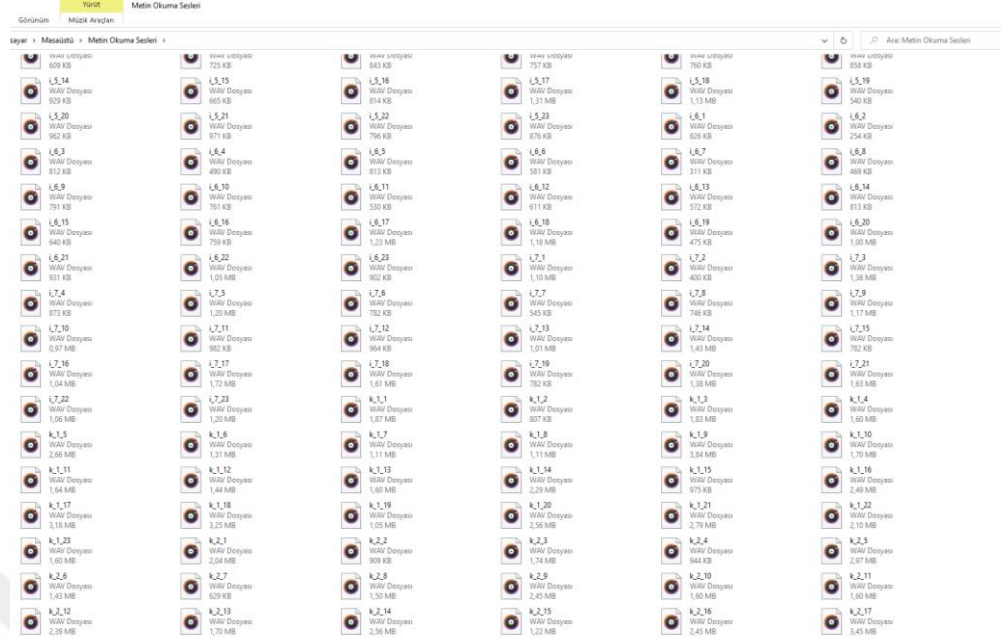 Yürüt Metin Okuma Sesleri
Görünüm Müzik Araçları
sayar › Masaüstü › Metin Okuma Sesleri › Ara: Metin Okuma Sesleri
WAV Dosyası WAV Dosyası WAV Dosyası WAV Dosyası WAV Dosyası WAV Dosyası
609 KB 725 KB 843 KB 757 KB 760 KB 858 KB
i_5_14 i_5_15 i_5_16 i_5_17 i_5_18 i_5_19
WAV Dosyası WAV Dosyası WAV Dosyası WAV Dosyası WAV Dosyası WAV Dosyası
929 KB 665 KB 814 KB 1,31 MB 1,13 MB 540 KB
i_5_20 i_5_21 i_5_22 i_5_23 i_6_1 i_6_2
WAV Dosyası WAV Dosyası WAV Dosyası WAV Dosyası WAV Dosyası WAV Dosyası
962 KB 971 KB 796 KB 876 KB 826 KB 254 KB
i_6_3 i_6_4 i_6_5 i_6_6 i_6_7 i_6_8
WAV Dosyası WAV Dosyası WAV Dosyası WAV Dosyası WAV Dosyası WAV Dosyası
812 KB 490 KB 813 KB 581 KB 311 KB 469 KB
i_6_9 i_6_10 i_6_11 i_6_12 i_6_13 i_6_14
WAV Dosyası WAV Dosyası WAV Dosyası WAV Dosyası WAV Dosyası WAV Dosyası
791 KB 761 KB 530 KB 611 KB 572 KB 813 KB
i_6_15 i_6_16 i_6_17 i_6_18 i_6_19 i_6_20
WAV Dosyası WAV Dosyası WAV Dosyası WAV Dosyası WAV Dosyası WAV Dosyası
640 KB 759 KB 1,23 MB 1,18 MB 475 KB 1,00 MB
i_6_21 i_6_22 i_6_23 i_7_1 i_7_2 i_7_3
WAV Dosyası WAV Dosyası WAV Dosyası WAV Dosyası WAV Dosyası WAV Dosyası
931 KB 1,05 MB 902 KB 1,10 MB 400 KB 1,36 MB
i_7_4 i_7_5 i_7_6 i_7_7 i_7_8 i_7_9
WAV Dosyası WAV Dosyası WAV Dosyası WAV Dosyası WAV Dosyası WAV Dosyası
873 KB 1,20 MB 782 KB 545 KB 746 KB 1,17 MB
i_7_10 i_7_11 i_7_12 i_7_13 i_7_14 i_7_15
WAV Dosyası WAV Dosyası WAV Dosyası WAV Dosyası WAV Dosyası WAV Dosyası
0,97 MB 982 KB 964 KB 1,01 MB 1,43 MB 782 KB
i_7_16 i_7_17 i_7_18 i_7_19 i_7_20 i_7_21
WAV Dosyası WAV Dosyası WAV Dosyası WAV Dosyası WAV Dosyası WAV Dosyası
1,04 MB 1,72 MB 1,61 MB 782 KB 1,38 MB 1,63 MB
i_7_22 i_7_23 k_1_1 k_1_2 k_1_3 k_1_4
WAV Dosyası WAV Dosyası WAV Dosyası WAV Dosyası WAV Dosyası WAV Dosyası
1,06 MB 1,20 MB 1,87 MB 807 KB 1,83 MB 1,60 MB
k_1_5 k_1_6 k_1_7 k_1_8 k_1_9 k_1_10
WAV Dosyası WAV Dosyası WAV Dosyası WAV Dosyası WAV Dosyası WAV Dosyası
2,66 MB 1,31 MB 1,11 MB 1,11 MB 3,84 MB 1,70 MB
k_1_11 k_1_12 k_1_13 k_1_14 k_1_15 k_1_16
WAV Dosyası WAV Dosyası WAV Dosyası WAV Dosyası WAV Dosyası WAV Dosyası
1,64 MB 1,44 MB 1,60 MB 2,29 MB 975 KB 2,49 MB
k_1_17 k_1_18 k_1_19 k_1_20 k_1_21 k_1_22
WAV Dosyası WAV Dosyası WAV Dosyası WAV Dosyası WAV Dosyası WAV Dosyası
3,18 MB 3,25 MB 1,05 MB 2,56 MB 2,79 MB 2,10 MB
k_1_23 k_2_1 k_2_2 k_2_3 k_2_4 k_2_5
WAV Dosyası WAV Dosyası WAV Dosyası WAV Dosyası WAV Dosyası WAV Dosyası
1,60 MB 2,04 MB 909 KB 1,74 MB 944 KB 2,97 MB
k_2_6 k_2_7 k_2_8 k_2_9 k_2_10 k_2_11
WAV Dosyası WAV Dosyası WAV Dosyası WAV Dosyası WAV Dosyası WAV Dosyası
1,43 MB 629 KB 1,50 MB 2,45 MB 1,60 MB 1,60 MB
k_2_12 k_2_13 k_2_14 k_2_15 k_2_16 k_2_17
WAV Dosyası WAV Dosyası WAV Dosyası WAV Dosyası WAV Dosyası WAV Dosyası
2,39 MB 1,70 MB 2,56 MB 1,22 MB 2,45 MB 3,45 MB